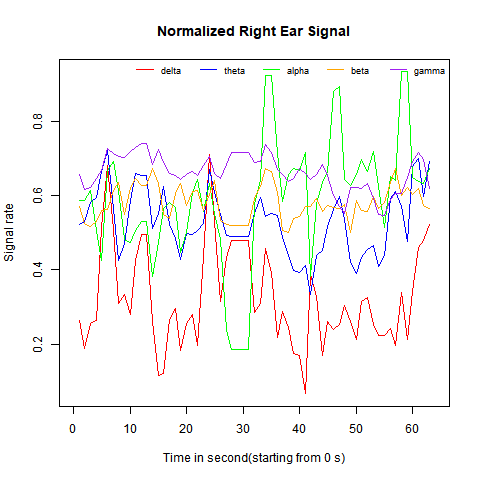 Normalized Right Ear Signal
delta theta alpha beta gamma
Signal rate
0.2 0.4 0.6 0.8
0 10 20 30 40 50 60
Time in second(starting from 0 s)